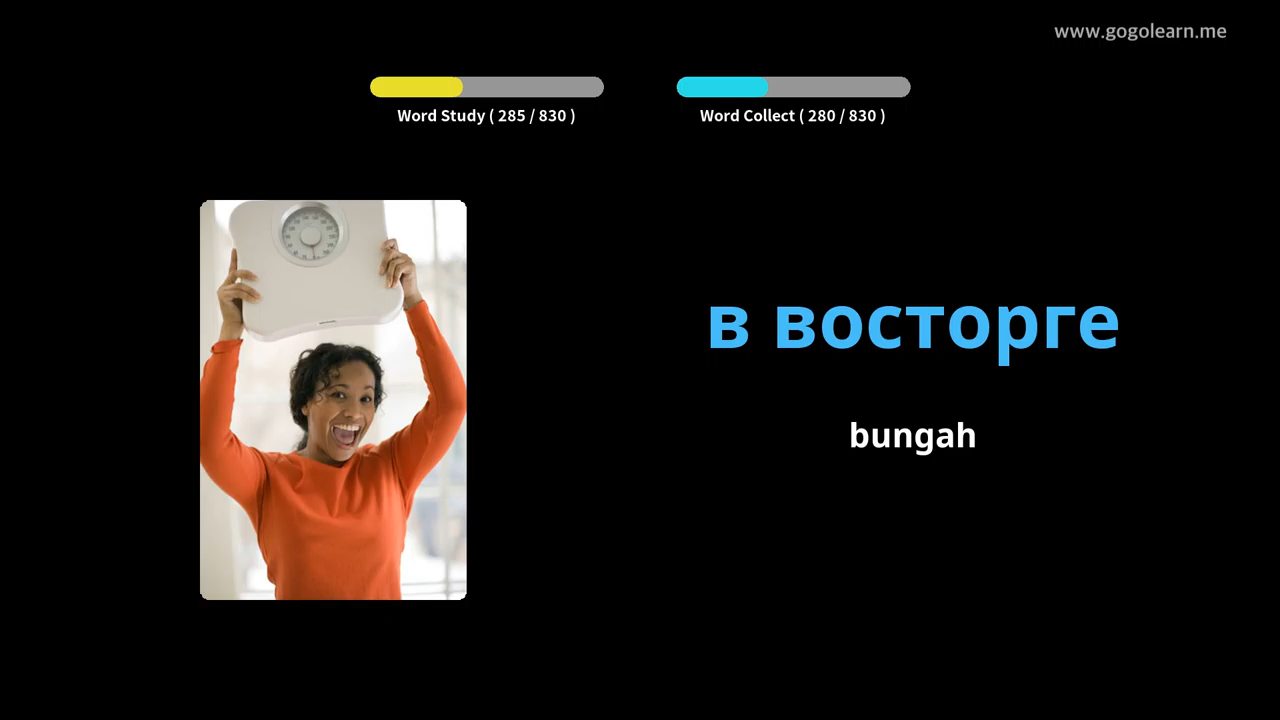 www.gogolearn.me
Word Study ( 285 / 830 )
Word Collect ( 280 / 830 )
в восторге
bungah